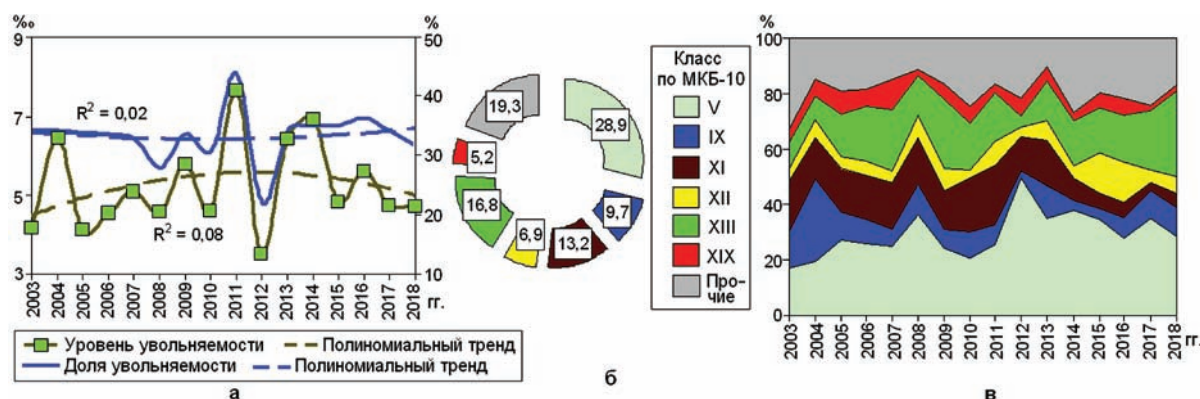 ‰
9
7
5
3
R² = 0,02
R² = 0,08
%
50
40
30
20
10
2003
2004
2005
2006
2007
2008
2009
2010
2011
2012
2013
2014
2015
2016
2017
2018
гг.
Уровень увольняемости
Полиномиальный тренд
Доля увольняемости
Полиномиальный тренд
а
19,3
28,9
5,2
9,7
16,8
6,9
13,2
б
Класс
по МКБ-10
V
IX
XI
XII
XIII
XIX
Про-
чие
%
100
80
60
40
20
0
2003
2004
2005
2006
2007
2008
2009
2010
2011
2012
2013
2014
2015
2016
2017
2018
гг.
в